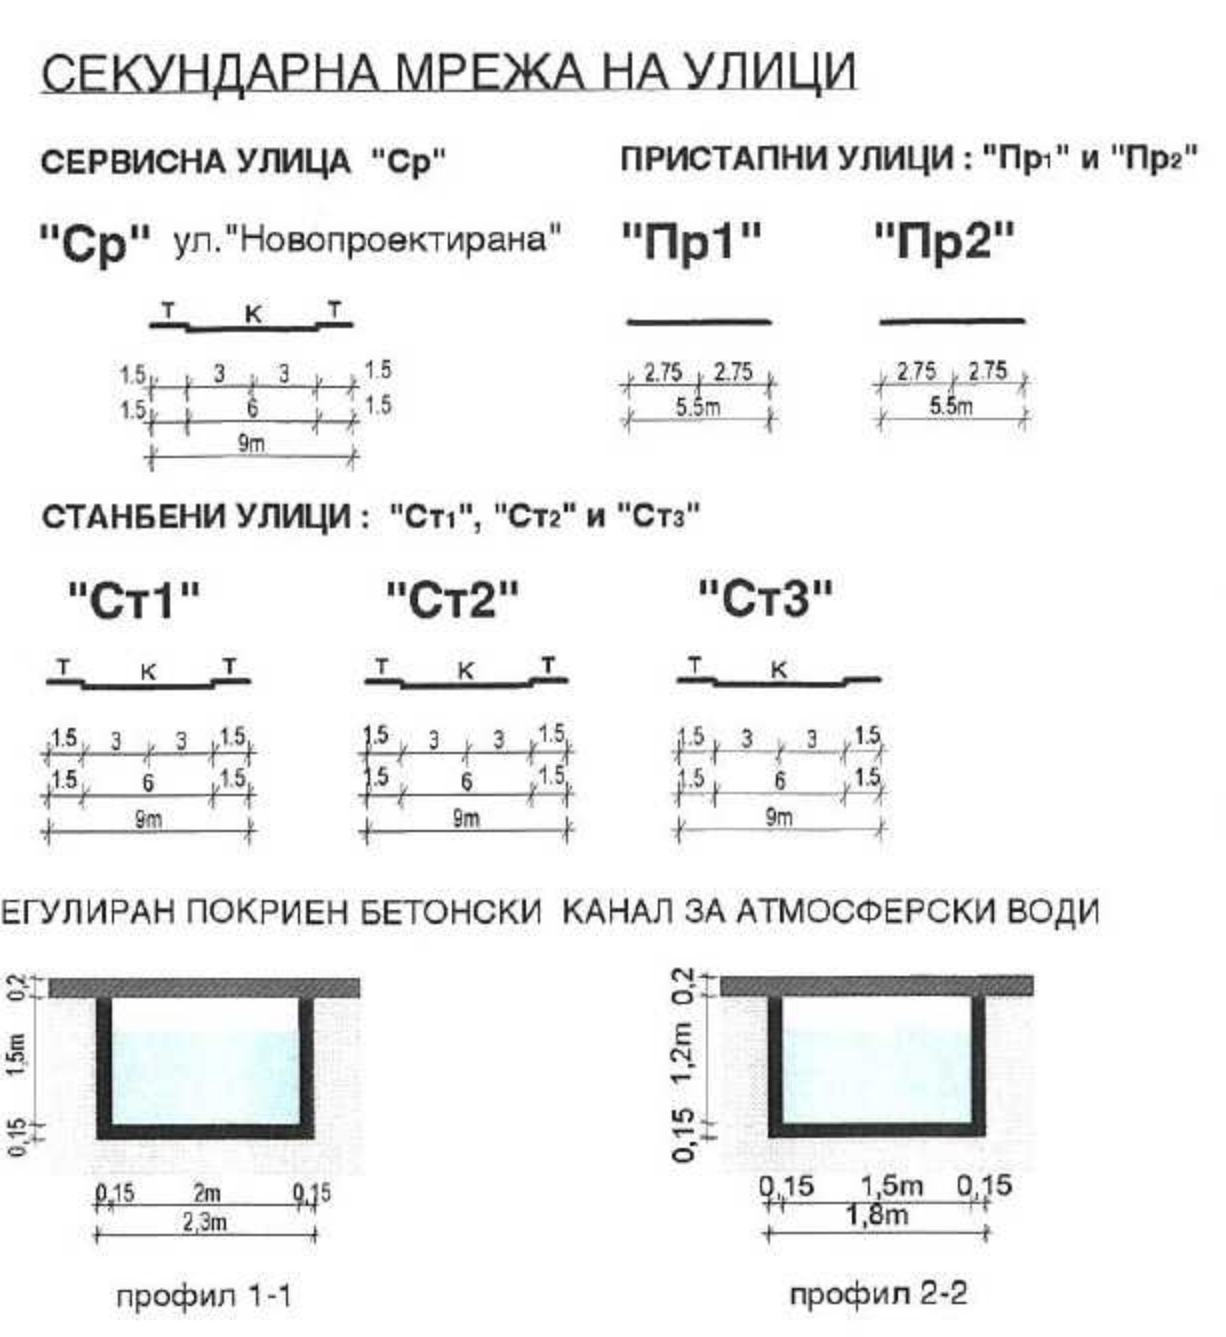 СЕКУНДАРНА МРЕЖА НА УЛИЦИ
СЕРВИСНА УЛИЦА "Ср"
ПРИСТАПНИ УЛИЦИ : "Пр1" и "Пр2"
"Ср" ул."Новопроектирана"
"Пр1" "Пр2"
Т К Т
1.5 3 3 1.5
1.5 6 1.5
9m
2.75 2.75
5.5m
2.75 2.75
5.5m
СТАНБЕНИ УЛИЦИ : "Ст1", "Ст2" и "Ст3"
"Ст1" "Ст2" "Ст3"
Т К Т
1.5 3 3 1.5
1.5 6 1.5
9m
Т К Т
1.5 3 3 1.5
1.5 6 1.5
9m
Т К
1.5 3 3 1.5
1.5 6 1.5
9m
ЕГУЛИРАН ПОКРИЕН БЕТОНСКИ КАНАЛ ЗА АТМОСФЕРСКИ ВОДИ
0,2
1,5m
0,15
0,15 2m 0,15
2,3m
профил 1-1
0,2
1,2m
0,15
0,15 1,5m 0,15
1,8m
профил 2-2